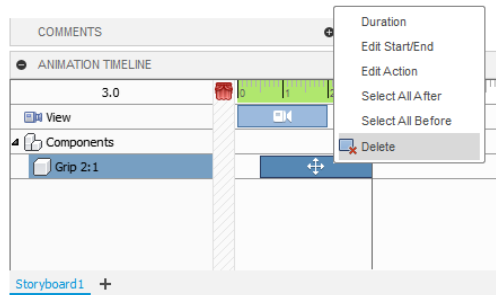 COMMENTS
ANIMATION TIMELINE
3.0
0 1 2
View
Components
Grip 2:1
Storyboard1 +
Duration
Edit Start/End
Edit Action
Select All After
Select All Before
Delete